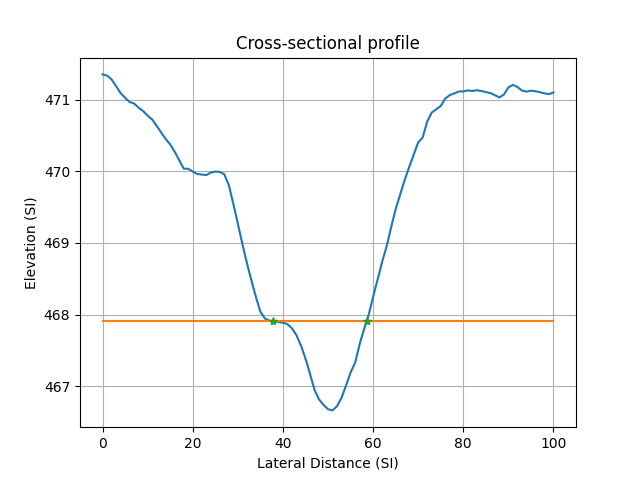 Cross-sectional profile
471
470
469
468
467
Elevation (SI)
0 20 40 60 80 100
Lateral Distance (SI)